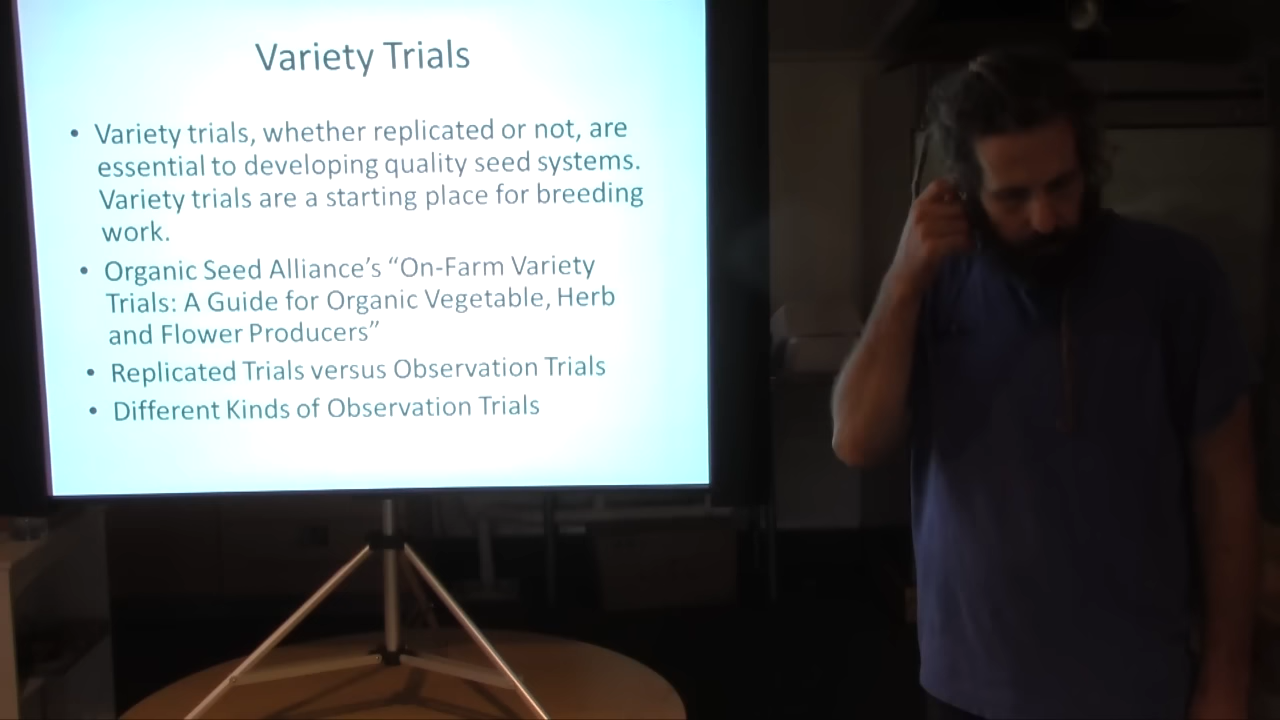 Variety Trials
• Variety trials, whether replicated or not, are
essential to developing quality seed systems.
Variety trials are a starting place for breeding
work.
• Organic Seed Alliance’s “On-Farm Variety
Trials: A Guide for Organic Vegetable, Herb
and Flower Producers”
• Replicated Trials versus Observation Trials
• Different Kinds of Observation Trials